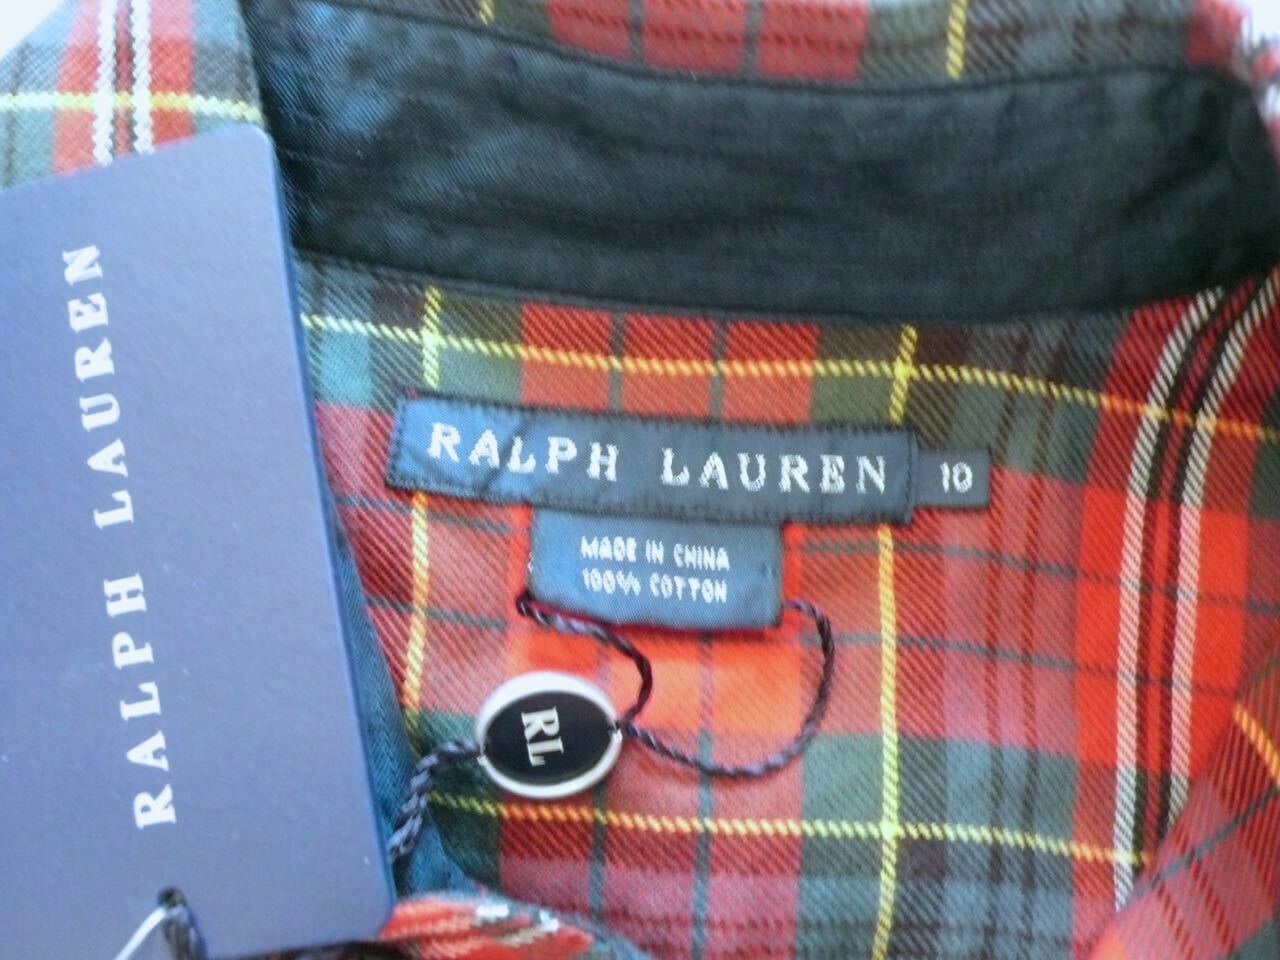 RALPH LAUREN
RALPH LAUREN
10
MADE IN CHINA
100% COTTON
RL